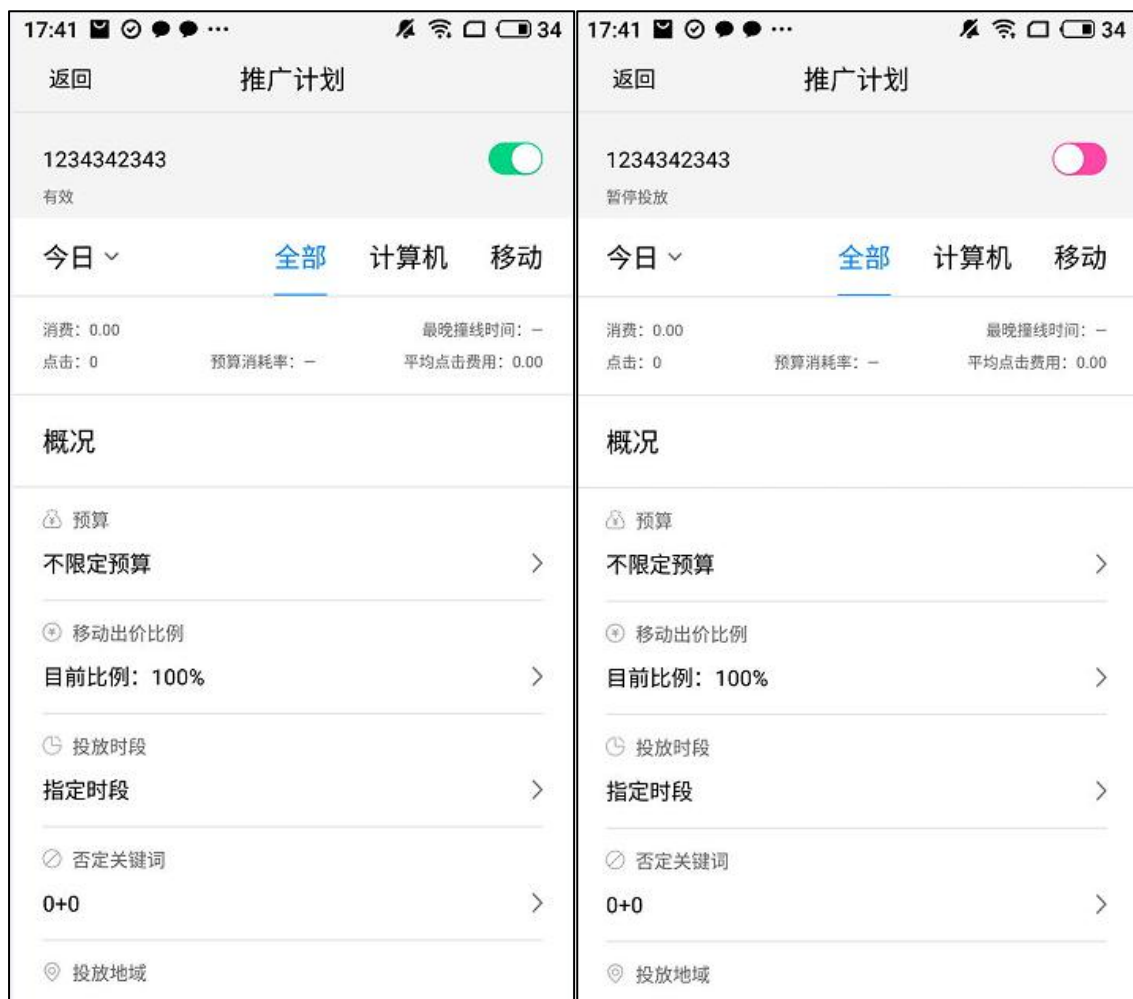 17:41 34
返回 推广计划
1234342343
有效
今日 全部 计算机 移动
消费：0.00 最晚撞线时间：—
点击：0 预算消耗率：— 平均点击费用：0.00
概况
预算
不限定预算
移动出价比例
目前比例：100%
投放时段
指定时段
否定关键词
0+0
投放地域
17:41 34
返回 推广计划
1234342343
暂停投放
今日 全部 计算机 移动
消费：0.00 最晚撞线时间：—
点击：0 预算消耗率：— 平均点击费用：0.00
概况
预算
不限定预算
移动出价比例
目前比例：100%
投放时段
指定时段
否定关键词
0+0
投放地域